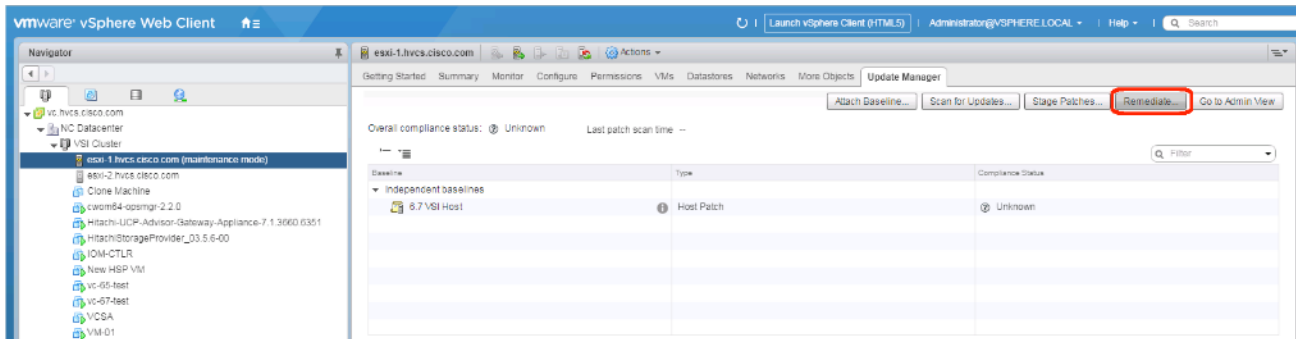 vmware® vSphere Web Client
Launch vSphere Client (HTML5) | Administrator@VSPHERE.LOCAL | Help | Search
Navigator
esxi-1.hvcs.cisco.com Actions
Getting Started Summary Monitor Configure Permissions VMs Datastores Networks More Objects Update Manager
Attach Baseline... Scan for Updates... Stage Patches... Remediate... Go to Admin View
vc.hvcs.cisco.com
NC Datacenter
VSI Cluster
esxi-1.hvcs.cisco.com (maintenance mode)
esxi-2.hvcs.cisco.com
Clone Machine
cwom64-opsmgr-2.2.0
Hitachi-UCP-Advisor-Gateway-Appliance-7.1.3660.6351
HitachiStorageProvider_03.5.6-00
IOM-CTLR
New HSP VM
vc-65-test
vc-67-test
VCSA
VM-01
Overall compliance status: Unknown Last patch scan time --
Filter
Baseline Type Compliance Status
Independent baselines
6.7 VSI Host Host Patch Unknown